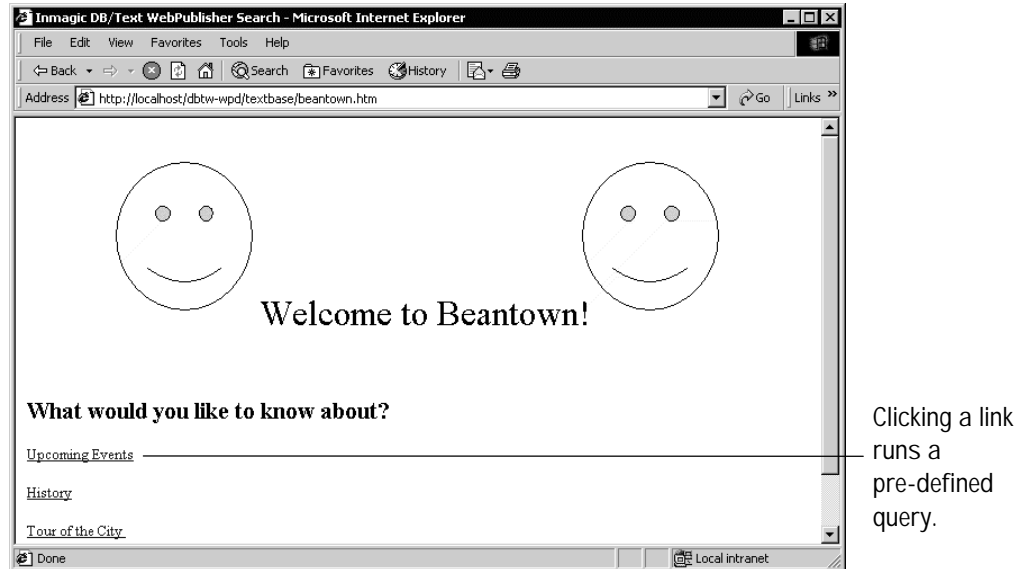 Inmagic DB/Text WebPublisher Search - Microsoft Internet Explorer
File Edit View Favorites Tools Help
Back Search Favorites History
Address http://localhost/dbtw-wpd/textbase/beantown.htm Go Links »
Welcome to Beantown!
What would you like to know about?
Upcoming Events
History
Tour of the City
Done Local intranet
Clicking a link
runs a
pre-defined
query.